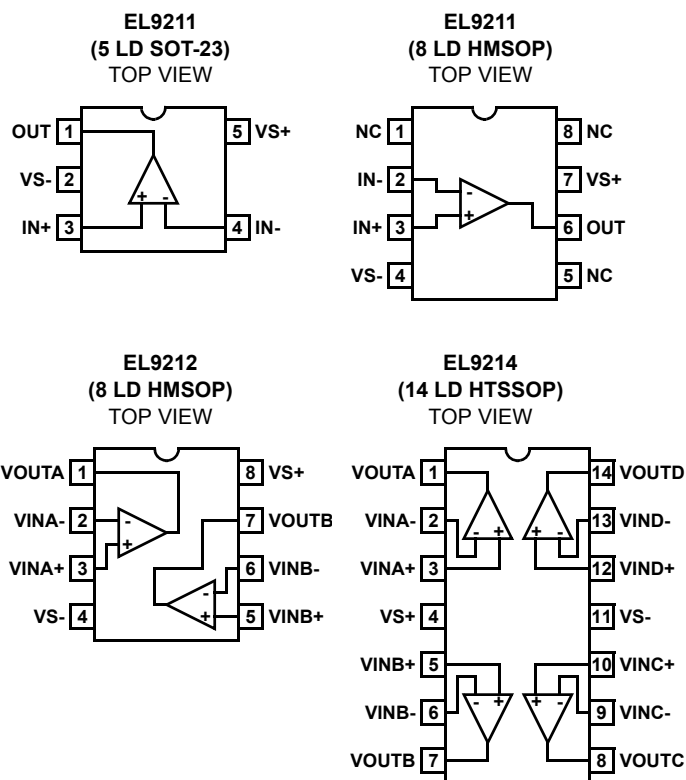 EL9211
(5 LD SOT-23)
TOP VIEW
OUT 1
5 VS+
VS- 2
+ -
IN+ 3
4 IN-
EL9211
(8 LD HMSOP)
TOP VIEW
NC 1
8 NC
IN- 2
-
7 VS+
IN+ 3
+
6 OUT
VS- 4
5 NC
EL9212
(8 LD HMSOP)
TOP VIEW
VOUTA 1
8 VS+
VINA- 2
-
7 VOUTB
VINA+ 3
+
6 VINB-
-
VS- 4
+
5 VINB+
EL9214
(14 LD HTSSOP)
TOP VIEW
VOUTA 1
14 VOUTD
VINA- 2
- +
+ -
13 VIND-
VINA+ 3
12 VIND+
VS+ 4
11 VS-
VINB+ 5
10 VINC+
VINB- 6
- +
+ -
9 VINC-
VOUTB 7
8 VOUTC